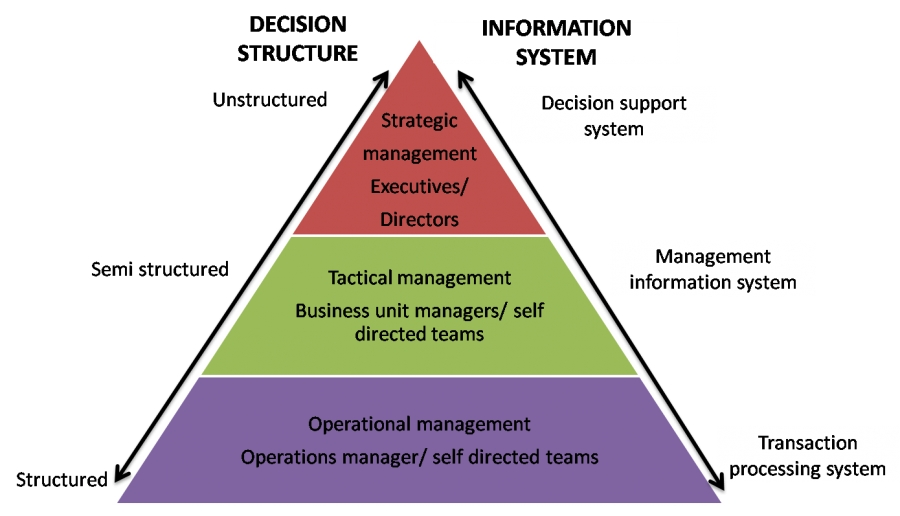 DECISION
STRUCTURE
INFORMATION
SYSTEM
Unstructured
Decision support
system
Strategic
management
Executives/
Directors
Semi structured
Management
information system
Tactical management
Business unit managers/ self
directed teams
Operational management
Operations manager/ self directed teams
Structured
Transaction
processing system